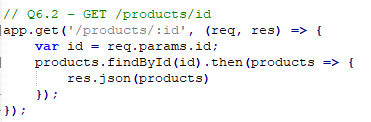 // Q6.2 – GET /products/id
app.get('/products/:id', (req, res) => {
    var id = req.params.id;
    products.findById(id).then(products => {
        res.json(products)
    });
});